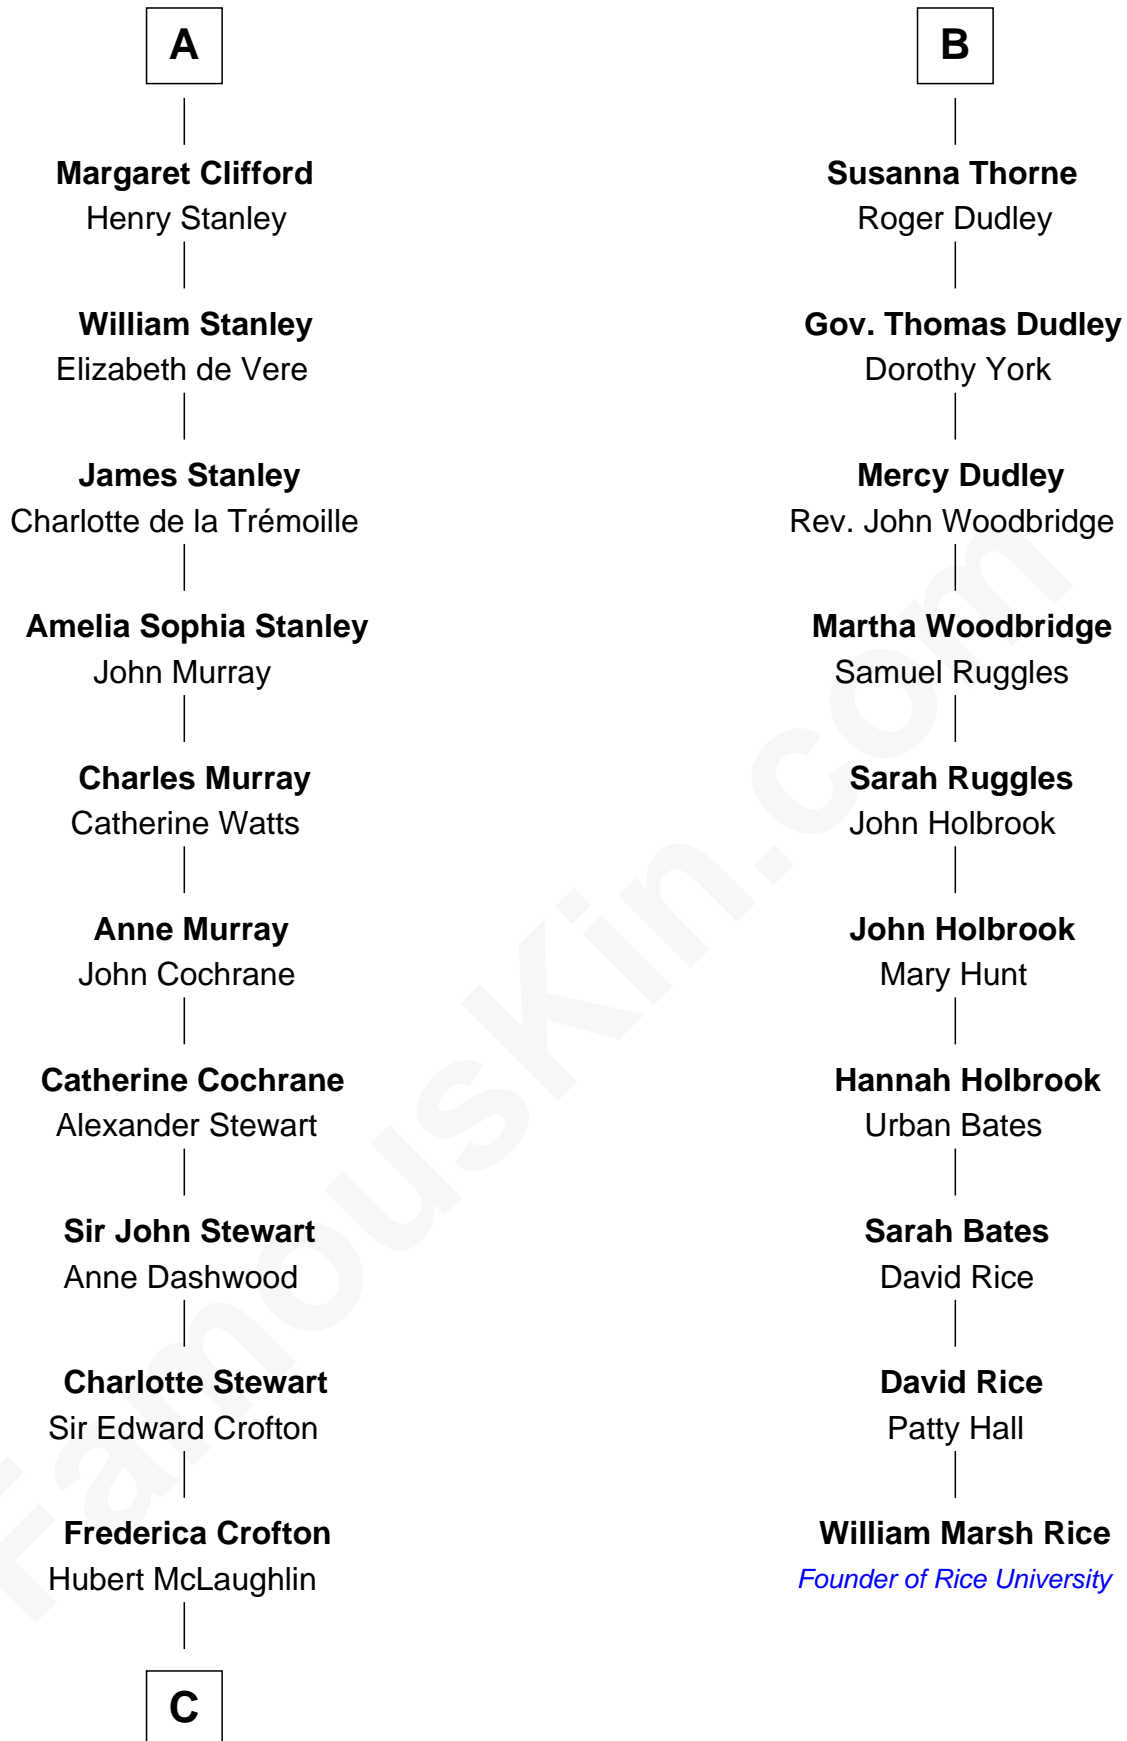 A
Margaret Clifford
Henry Stanley
William Stanley
Elizabeth de Vere
James Stanley
Charlotte de la Trémoille
Amelia Sophia Stanley
John Murray
Charles Murray
Catherine Watts
Anne Murray
John Cochrane
Catherine Cochrane
Alexander Stewart
Sir John Stewart
Anne Dashwood
Charlotte Stewart
Sir Edward Crofton
Frederica Crofton
Hubert McLaughlin
C
B
Susanna Thorne
Roger Dudley
Gov. Thomas Dudley
Dorothy York
Mercy Dudley
Rev. John Woodbridge
Martha Woodbridge
Samuel Ruggles
Sarah Ruggles
John Holbrook
John Holbrook
Mary Hunt
Hannah Holbrook
Urban Bates
Sarah Bates
David Rice
David Rice
Patty Hall
William Marsh Rice
Founder of Rice University
FamousKin.com